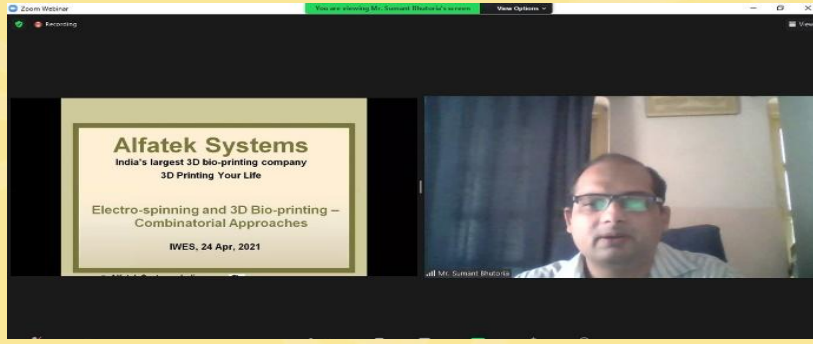 Zoom Webinar
You are viewing Mr. Sumant Bhutoria's screen
View Options
Recording
View
Alfatek Systems
India's largest 3D bio-printing company
3D Printing Your Life
Electro-spinning and 3D Bio-printing –
Combinatorial Approaches
IWES, 24 Apr, 2021
Mr. Sumant Bhutoria